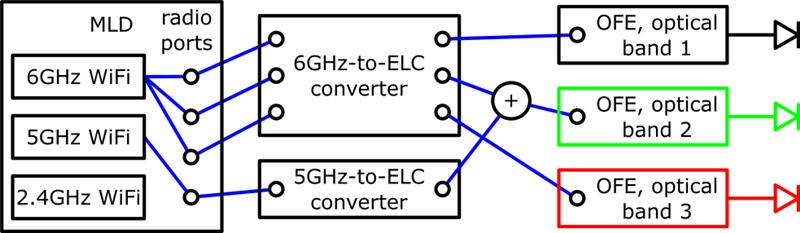 MLD
radio
ports
6GHz WiFi
5GHz WiFi
2.4GHz WiFi
6GHz-to-ELC
converter
5GHz-to-ELC
converter
+
OFE, optical
band 1
OFE, optical
band 2
OFE, optical
band 3